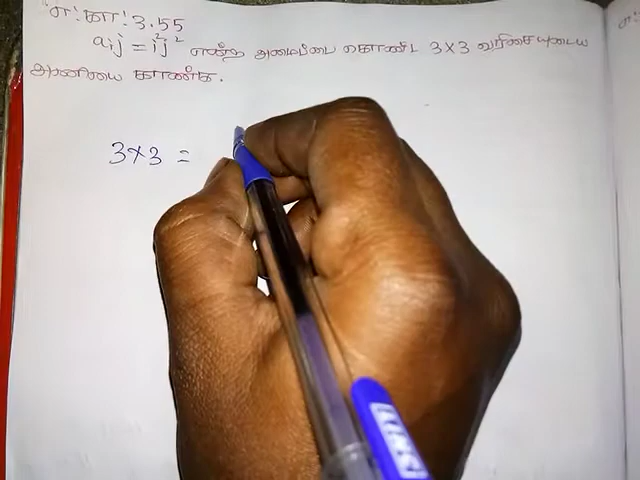 எ!கா!3.55
aij = i²j² என்ற அமைப்பை கொண்ட 3×3 வரிசையுடைய
அணியை காண்க.
3×3 =